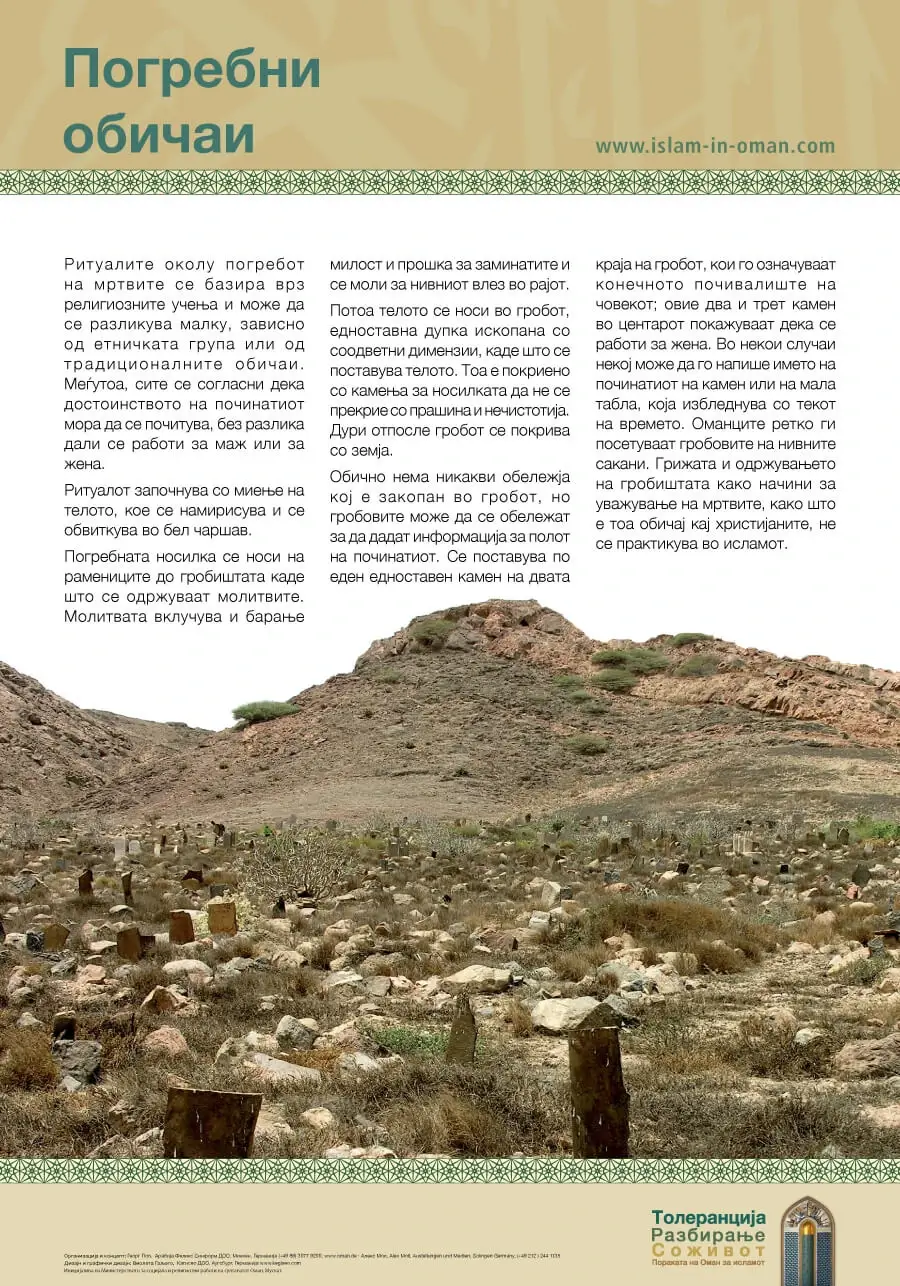 Погребни
обичаи
www.islam-in-oman.com
Ритуалите околу погребот
на мртвите се базира врз
религиозните учења и може да
се разликува малку, зависно
од етничката група или од
традиционалните обичаи.
Меѓутоа, сите се согласни дека
достоинството на починатиот
мора да се почитува, без разлика
дали се работи за маж или за
жена.
Ритуалот започнува со миење на
телото, кое се намирисува и се
обвиткува во бел чаршав.
Погребната носилка се носи на
рамениците до гробиштата каде
што се одржуваат молитвите.
Молитвата вклучува и барање
милост и прошка за заминатите и
се моли за нивниот влез во рајот.
Потоа телото се носи во гробот,
едноставна дупка ископана со
соодветни димензии, каде што се
поставува телото. Тоа е покриено
со камења за носилката да не се
прекрие со прашина и нечистотија.
Дури отпосле гробот се покрива
со земја.
Обично нема никакви обележја
кој е закопан во гробот, но
гробовите може да се обележат
за да дадат информација за полот
на починатиот. Се поставува по
еден едноставен камен на двата
краја на гробот, кои го означуваат
конечното почивалиште на
човекот; овие два и трет камен
во центарот покажуваат дека се
работи за жена. Во некои случаи
некој може да го напише името на
починатиот на камен или на мала
табла, која избледнува со текот
на времето. Оманците ретко ги
посетуваат гробовите на нивните
сакани. Грижата и одржувањето
на гробиштата како начини за
уважување на мртвите, како што
е тоа обичај кај христијаните, не
се практикува во исламот.
Толеранција
Разбирање
Соживот
Пораката на Оман за исламот